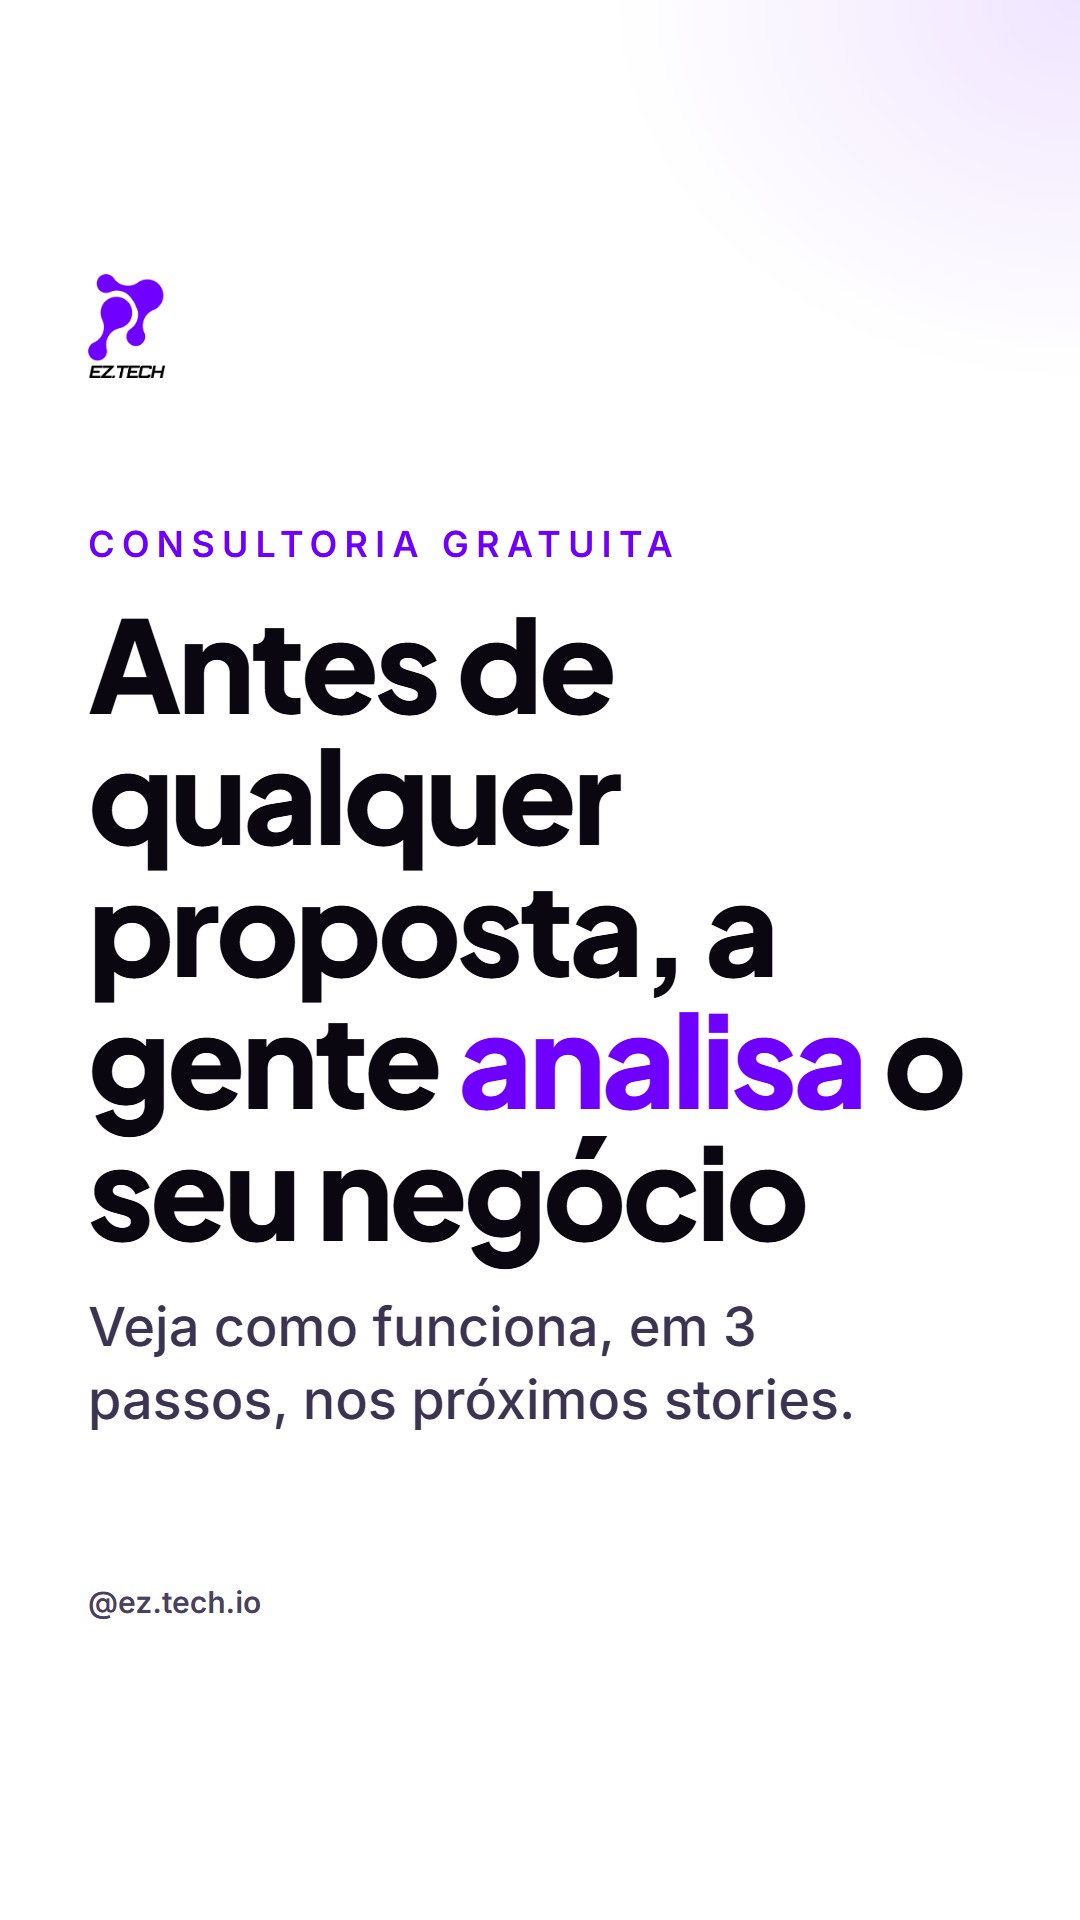 EZ.TECH
CONSULTORIA GRATUITA
Antes de
qualquer
proposta, a
gente analisa o
seu negócio
Veja como funciona, em 3
passos, nos próximos stories.
@ez.tech.io